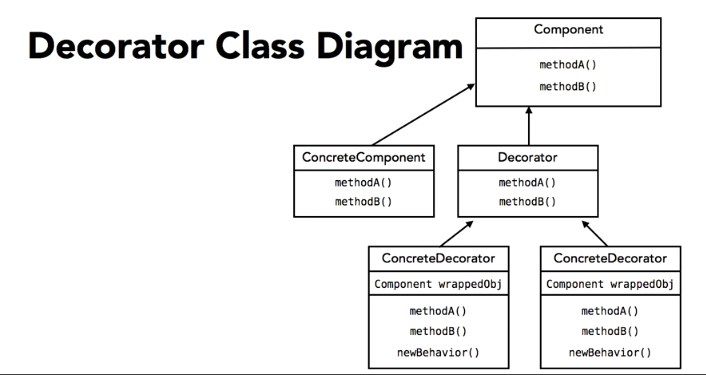 Decorator Class Diagram
Component
methodA()
methodB()
ConcreteComponent
methodA()
methodB()
Decorator
methodA()
methodB()
ConcreteDecorator
Component wrappedObj
methodA()
methodB()
newBehavior()
ConcreteDecorator
Component wrappedObj
methodA()
methodB()
newBehavior()